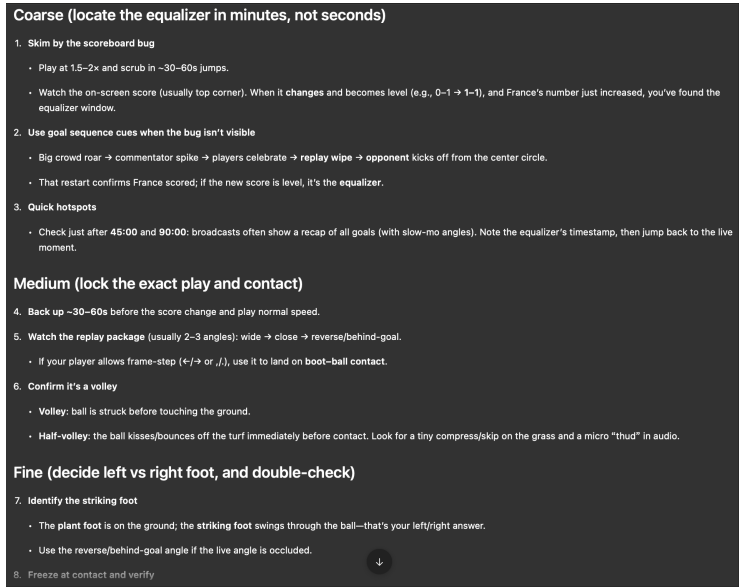 Coarse (locate the equalizer in minutes, not seconds)
1. Skim by the scoreboard bug
• Play at 1.5–2× and scrub in ~30–60s jumps.
• Watch the on-screen score (usually top corner). When it changes and becomes level (e.g., 0–1 → 1–1), and France's number just increased, you've found the
equalizer window.
2. Use goal sequence cues when the bug isn't visible
• Big crowd roar → commentator spike → players celebrate → replay wipe → opponent kicks off from the center circle.
• That restart confirms France scored; if the new score is level, it's the equalizer.
3. Quick hotspots
• Check just after 45:00 and 90:00: broadcasts often show a recap of all goals (with slow-mo angles). Note the equalizer's timestamp, then jump back to the live
moment.
Medium (lock the exact play and contact)
4. Back up ~30–60s before the score change and play normal speed.
5. Watch the replay package (usually 2–3 angles): wide → close → reverse/behind-goal.
• If your player allows frame-step (←/→ or ,/.), use it to land on boot–ball contact.
6. Confirm it's a volley
• Volley: ball is struck before touching the ground.
• Half-volley: the ball kisses/bounces off the turf immediately before contact. Look for a tiny compress/skip on the grass and a micro "thud" in audio.
Fine (decide left vs right foot, and double-check)
7. Identify the striking foot
• The plant foot is on the ground; the striking foot swings through the ball—that's your left/right answer.
• Use the reverse/behind-goal angle if the live angle is occluded.
8. Freeze at contact and verify